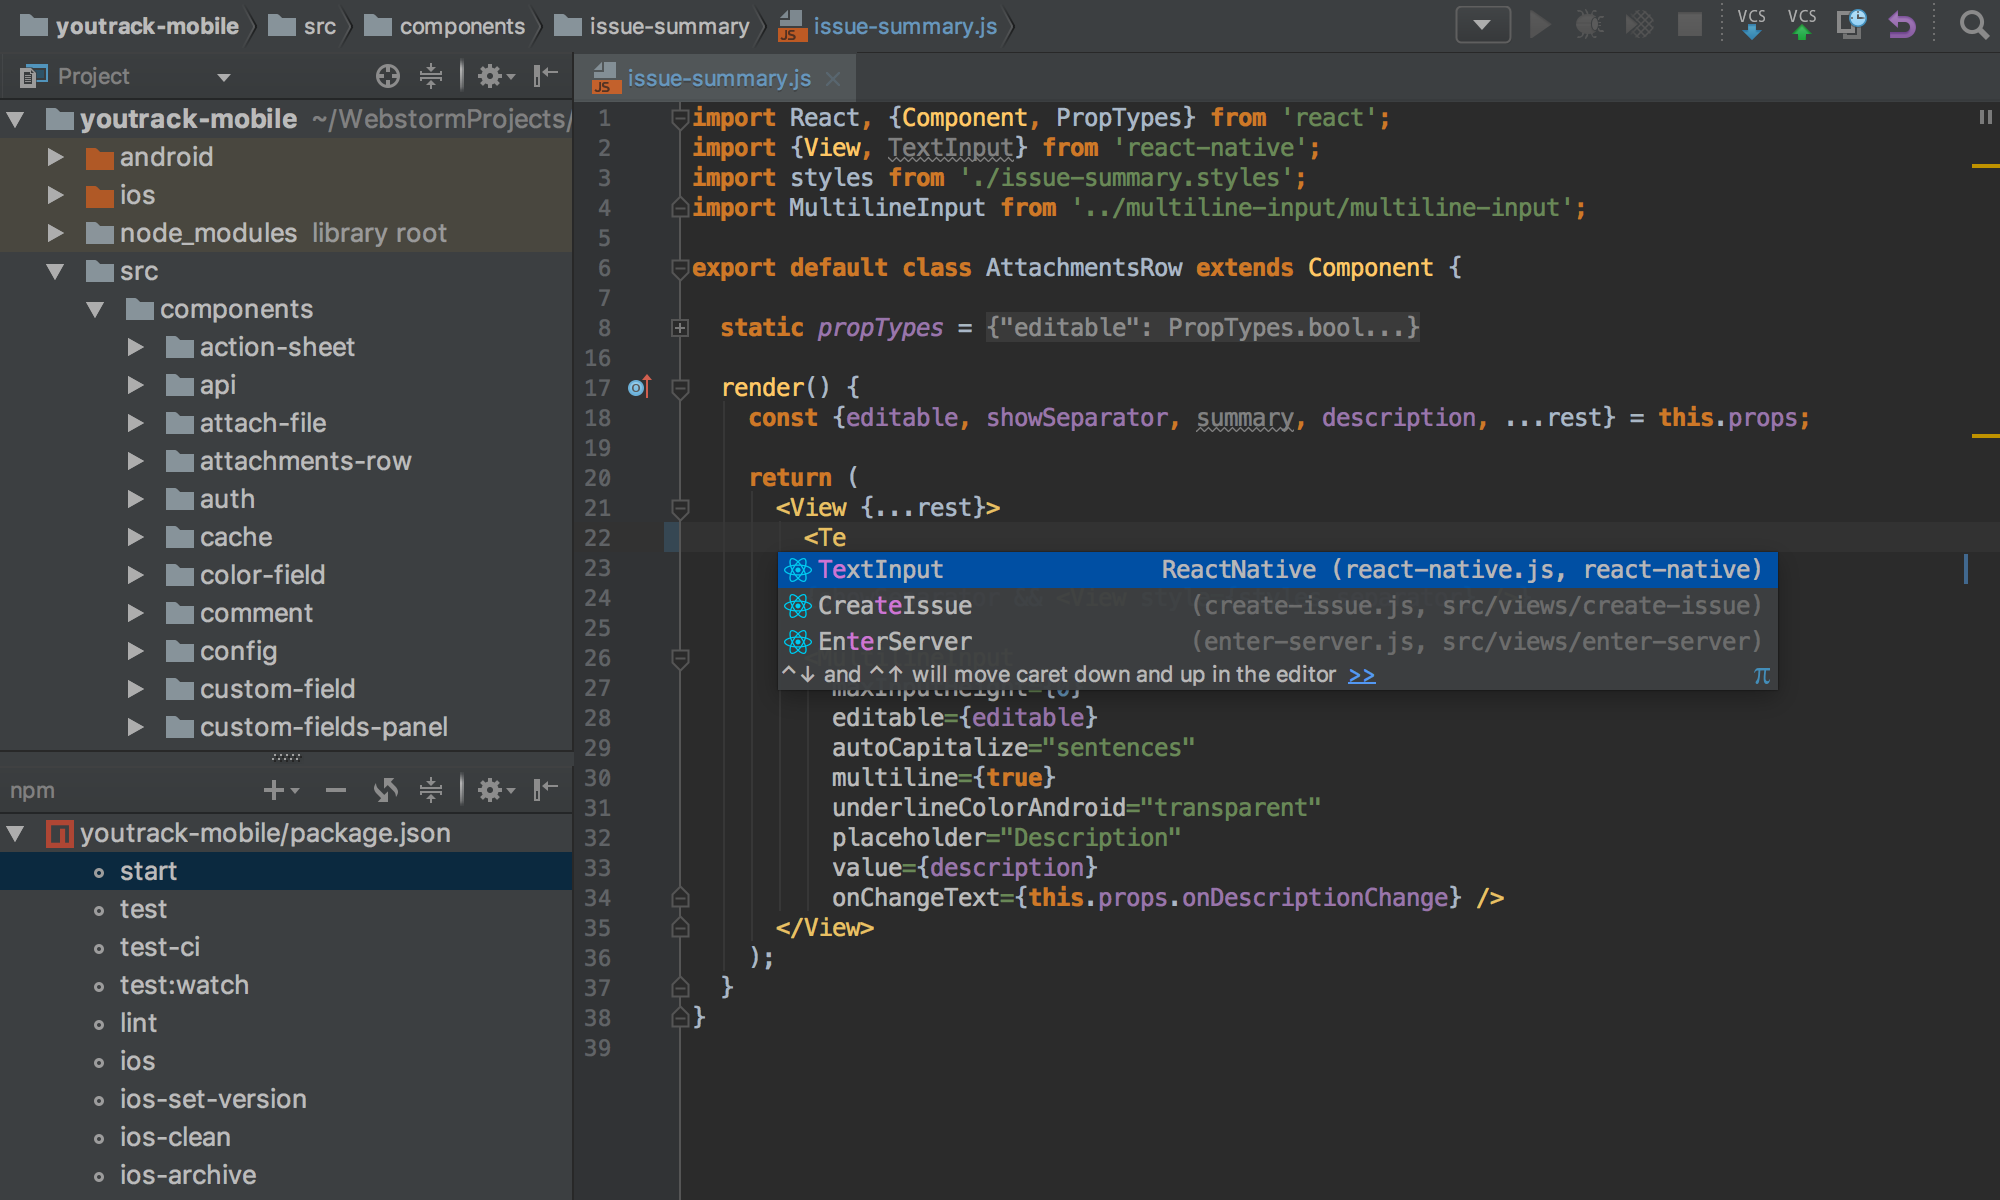 youtrack-mobile src components issue-summary issue-summary.js
VCS VCS
Project
youtrack-mobile ~/WebstormProjects/
android
ios
node_modules library root
src
components
action-sheet
api
attach-file
attachments-row
auth
cache
color-field
comment
config
custom-field
custom-fields-panel
npm
youtrack-mobile/package.json
start
test
test-ci
test:watch
lint
ios
ios-set-version
ios-clean
ios-archive
JS issue-summary.js
1 import React, {Component, PropTypes} from 'react';
2 import {View, TextInput} from 'react-native';
3 import styles from './issue-summary.styles';
4 import MultilineInput from '../multiline-input/multiline-input';
5
6 export default class AttachmentsRow extends Component {
7
8 static propTypes = {"editable": PropTypes.bool...}
16
17 render() {
18 const {editable, showSeparator, summary, description, ...rest} = this.props;
19
20 return (
21 <View {...rest}>
22 <Te
23 TextInput ReactNative (react-native.js, react-native)
24 CreateIssue (create-issue.js, src/views/create-issue)
25
26 EnterServer (enter-server.js, src/views/enter-server)
^↓ and ^↑ will move caret down and up in the editor >> π
27 maxInputHeight={0}
28 editable={editable}
29 autoCapitalize="sentences"
30 multiline={true}
31 underlineColorAndroid="transparent"
32 placeholder="Description"
33 value={description}
34 onChangeText={this.props.onDescriptionChange} />
35 </View>
36 );
37 }
38 }
39